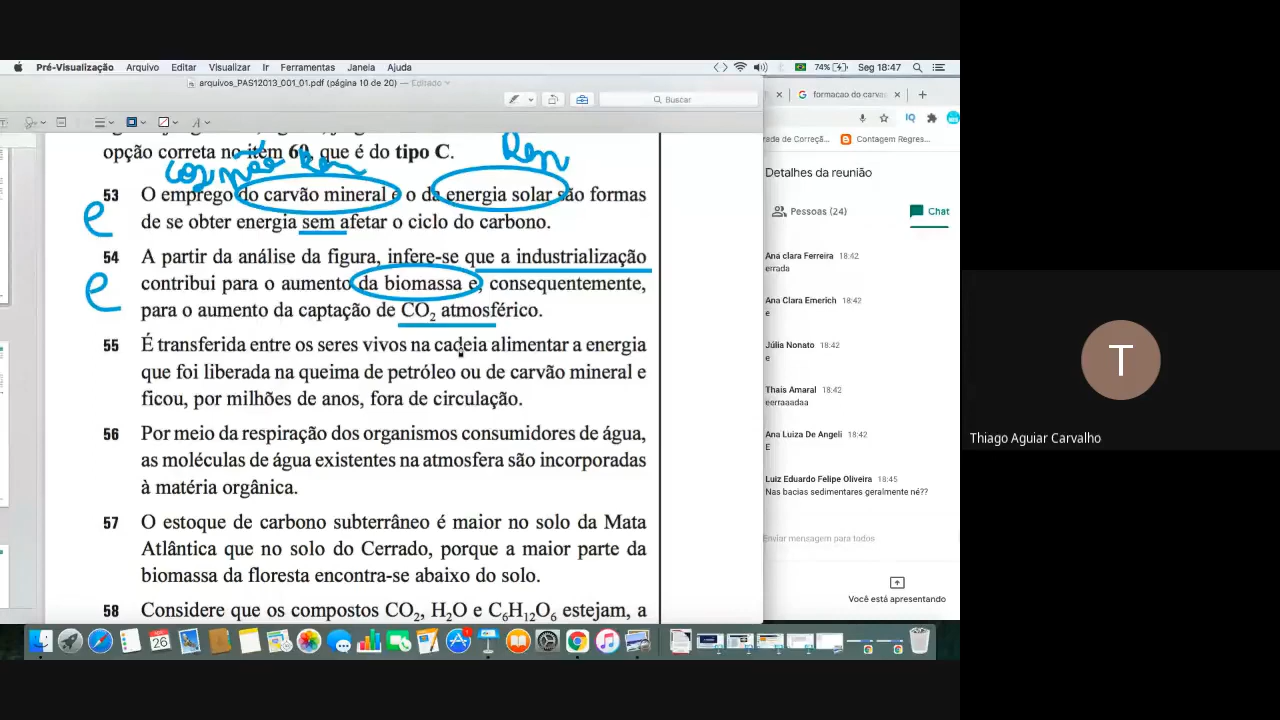 Pré-Visualização Arquivo Editar Visualizar Ir Ferramentas Janela Ajuda 74% Seg 18:47
arquivos_PAS12013_001_01.pdf (página 10 de 20) — Editado
Buscar
formacao do carva
rade de Correçã... Contagem Regres...
opção correta no item 60, que é do tipo C.
CO2 não Ren Ren
53 O emprego do carvão mineral e o da energia solar são formas
de se obter energia sem afetar o ciclo do carbono.
e
54 A partir da análise da figura, infere-se que a industrialização
contribui para o aumento da biomassa e, consequentemente,
para o aumento da captação de CO2 atmosférico.
e
55 É transferida entre os seres vivos na cadeia alimentar a energia
que foi liberada na queima de petróleo ou de carvão mineral e
ficou, por milhões de anos, fora de circulação.
56 Por meio da respiração dos organismos consumidores de água,
as moléculas de água existentes na atmosfera são incorporadas
à matéria orgânica.
57 O estoque de carbono subterrâneo é maior no solo da Mata
Atlântica que no solo do Cerrado, porque a maior parte da
biomassa da floresta encontra-se abaixo do solo.
58 Considere que os compostos CO2, H2O e C6H12O6 estejam, a
Detalhes da reunião
Pessoas (24) Chat
Ana clara Ferreira 18:42
errada
Ana Clara Emerich 18:42
e
Júlia Nonato 18:42
e
Thais Amaral 18:42
eerraaadaa
Ana Luiza De Angeli 18:42
E
Luiz Eduardo Felipe Oliveira 18:45
Nas bacias sedimentares geralmente né??
Enviar mensagem para todos
Você está apresentando
T
Thiago Aguiar Carvalho